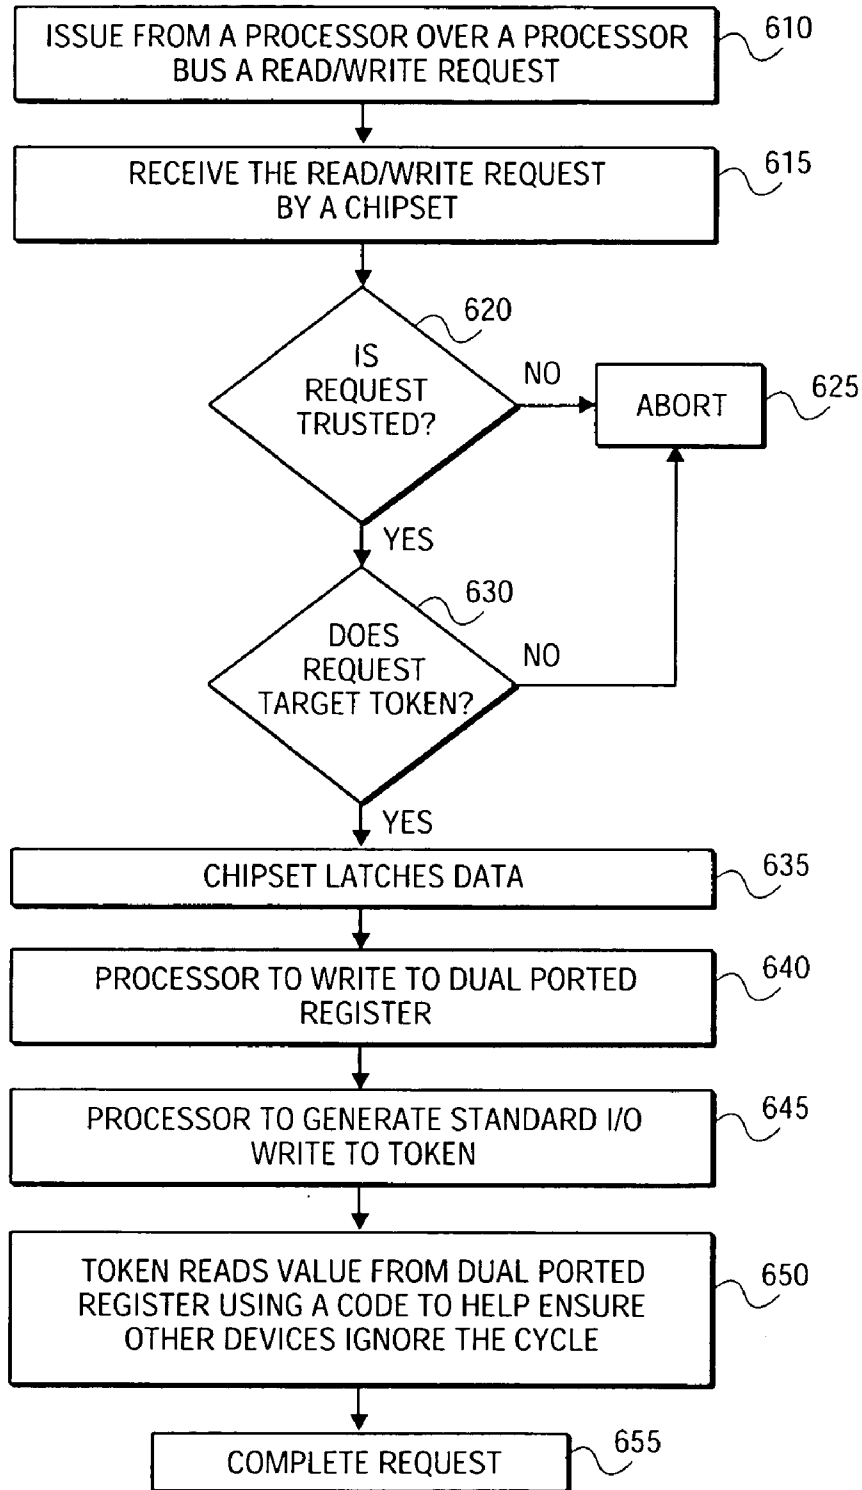 ISSUE FROM A PROCESSOR OVER A PROCESSOR
BUS A READ/WRITE REQUEST
610
RECEIVE THE READ/WRITE REQUEST
BY A CHIPSET
615
620
IS
REQUEST
TRUSTED?
NO
ABORT
625
YES
630
DOES
REQUEST
TARGET TOKEN?
NO
YES
CHIPSET LATCHES DATA
635
PROCESSOR TO WRITE TO DUAL PORTED
REGISTER
640
PROCESSOR TO GENERATE STANDARD I/O
WRITE TO TOKEN
645
TOKEN READS VALUE FROM DUAL PORTED
REGISTER USING A CODE TO HELP ENSURE
OTHER DEVICES IGNORE THE CYCLE
650
COMPLETE REQUEST
655